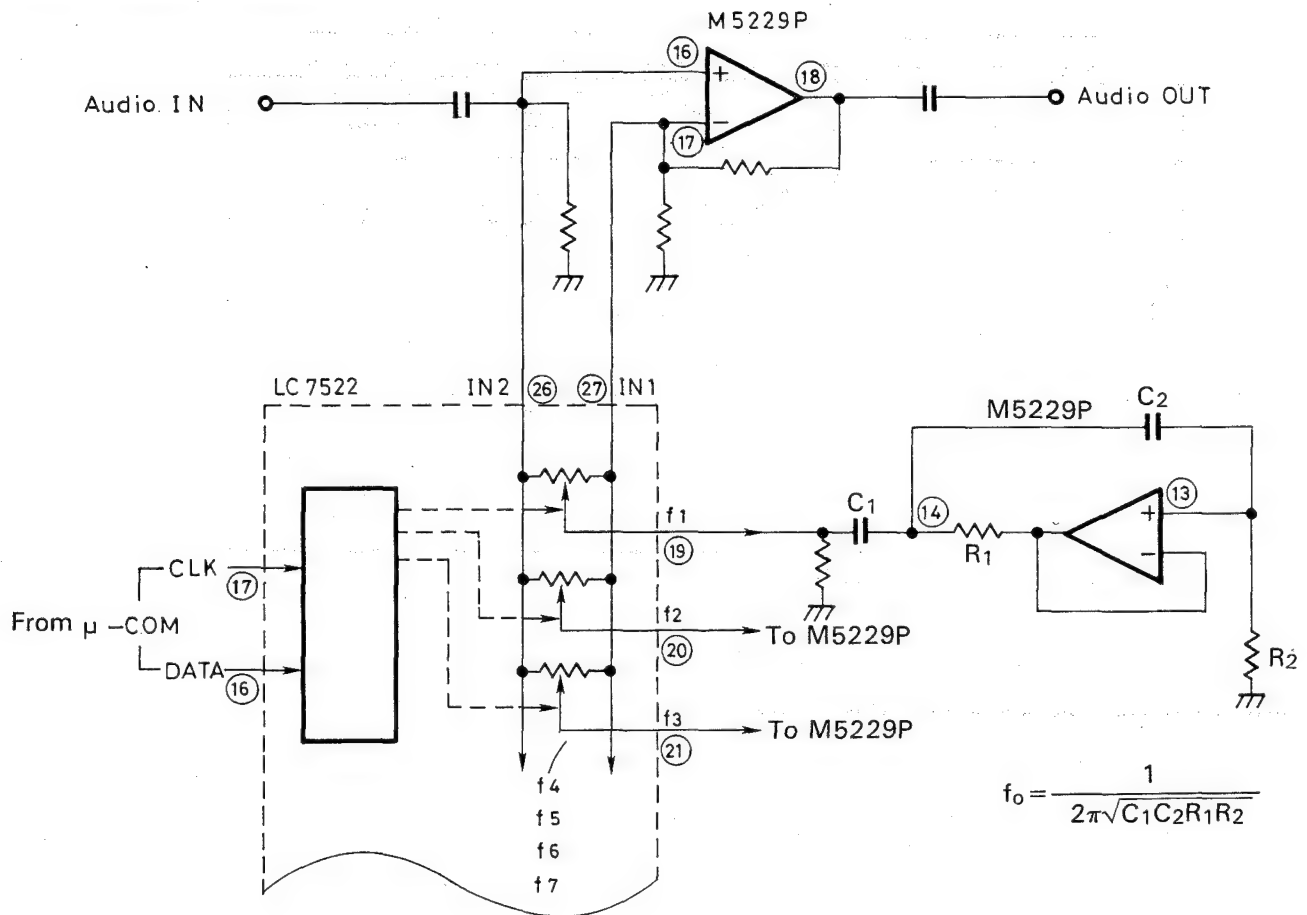 M5229P
16
+
18
Audio IN
Audio OUT
−
17
LC7522
IN2
26
27
IN1
M5229P
C2
C1
14
R1
13
+
−
f1
19
CLK
17
From μ-COM
DATA
16
f2
20
To M5229P
R2
f3
21
To M5229P
f4
f5
f6
f7
fo = 1 / 2π√C1C2R1R2